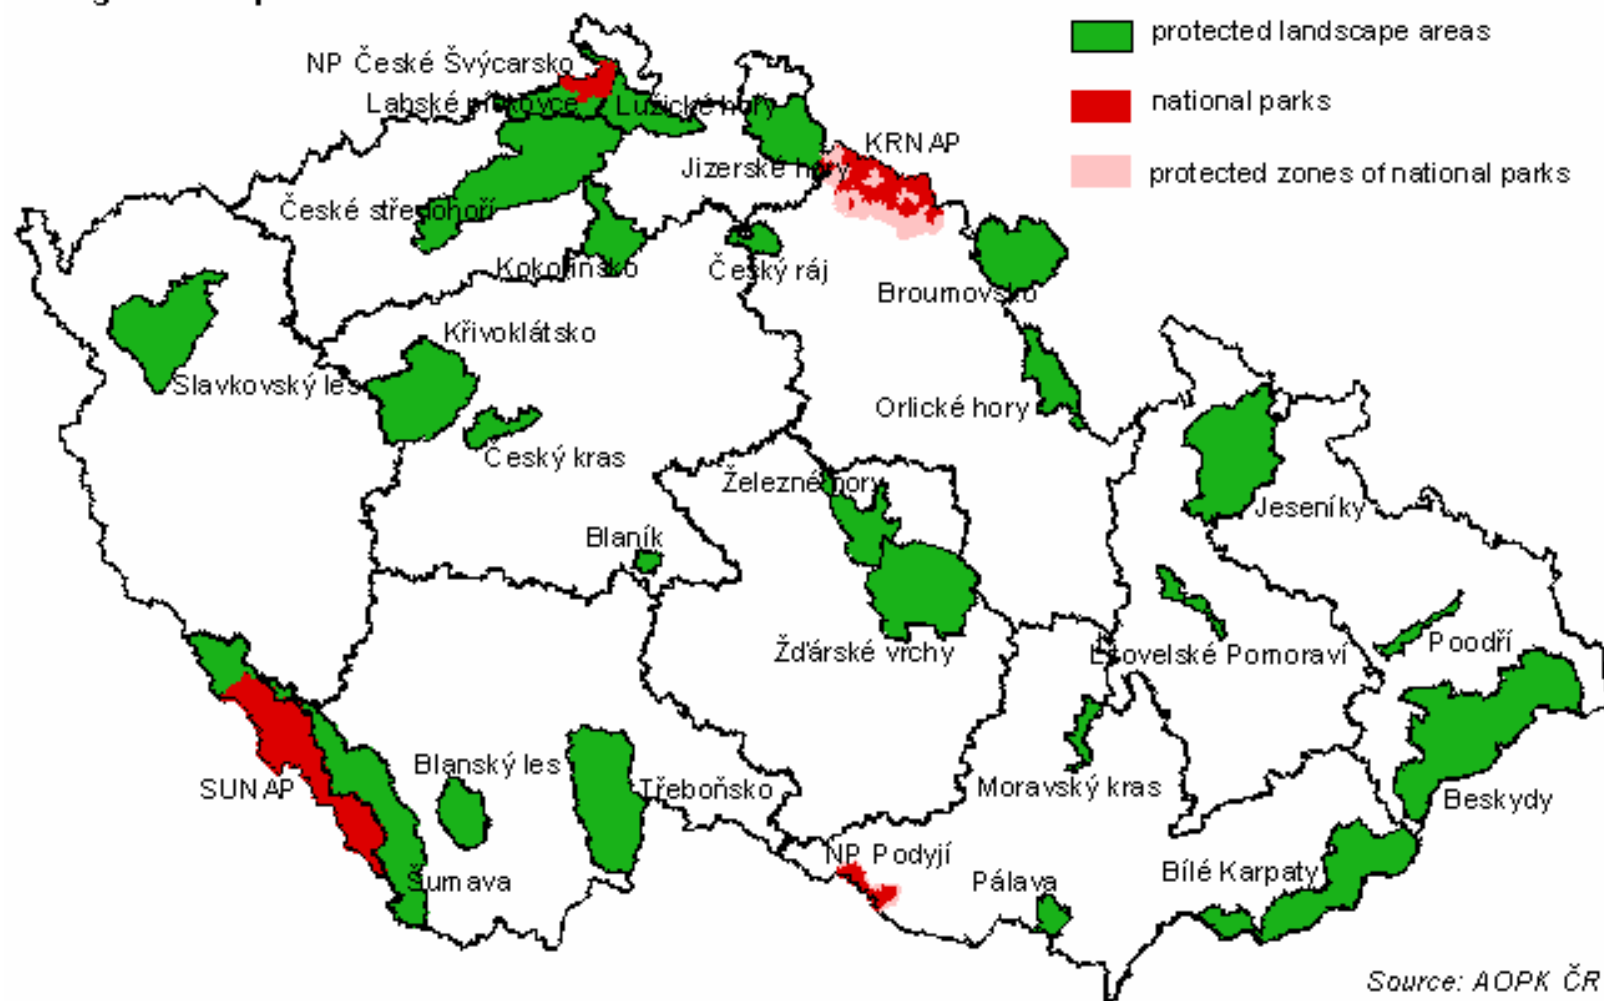 protected landscape areas
national parks
protected zones of national parks
NP České Švýcarsko
Labské pískovce
Lužické hory
KRNAP
Jizerské hory
České středohoří
Kokořínsko
Český ráj
Broumovsko
Křivoklátsko
Slavkovský les
Orlické hory
Český kras
Železné hory
Jeseníky
Blaník
Žďárské vrchy
Litovelské Pomoraví
Poodří
SUNAP
Blanský les
Třeboňsko
Moravský kras
Beskydy
NP Podyjí
Šumava
Pálava
Bílé Karpaty
Source: AOPK ČR